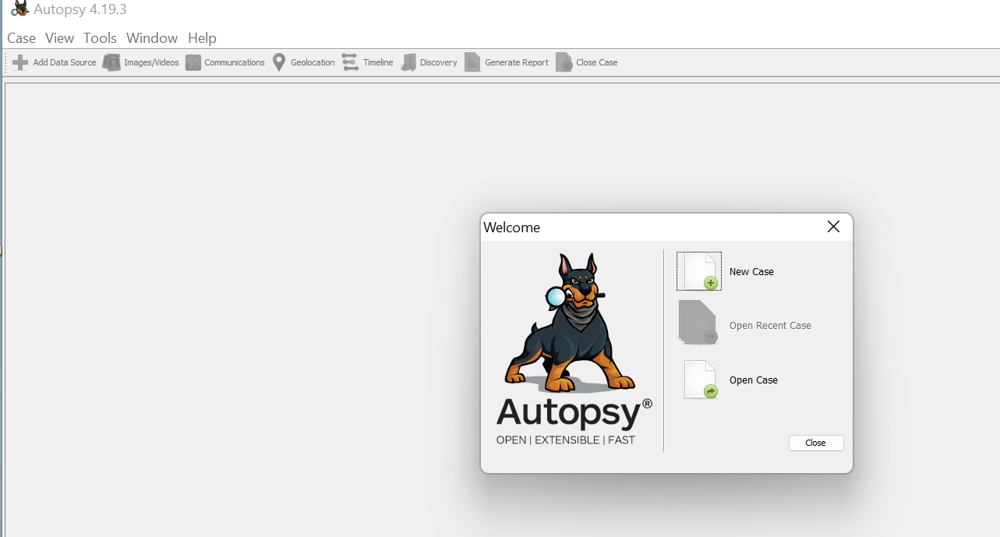 Autopsy 4.19.3
Case View Tools Window Help
Add Data Source Images/Videos Communications Geolocation Timeline Discovery Generate Report Close Case
Welcome
New Case
Open Recent Case
Open Case
Autopsy®
OPEN | EXTENSIBLE | FAST
Close